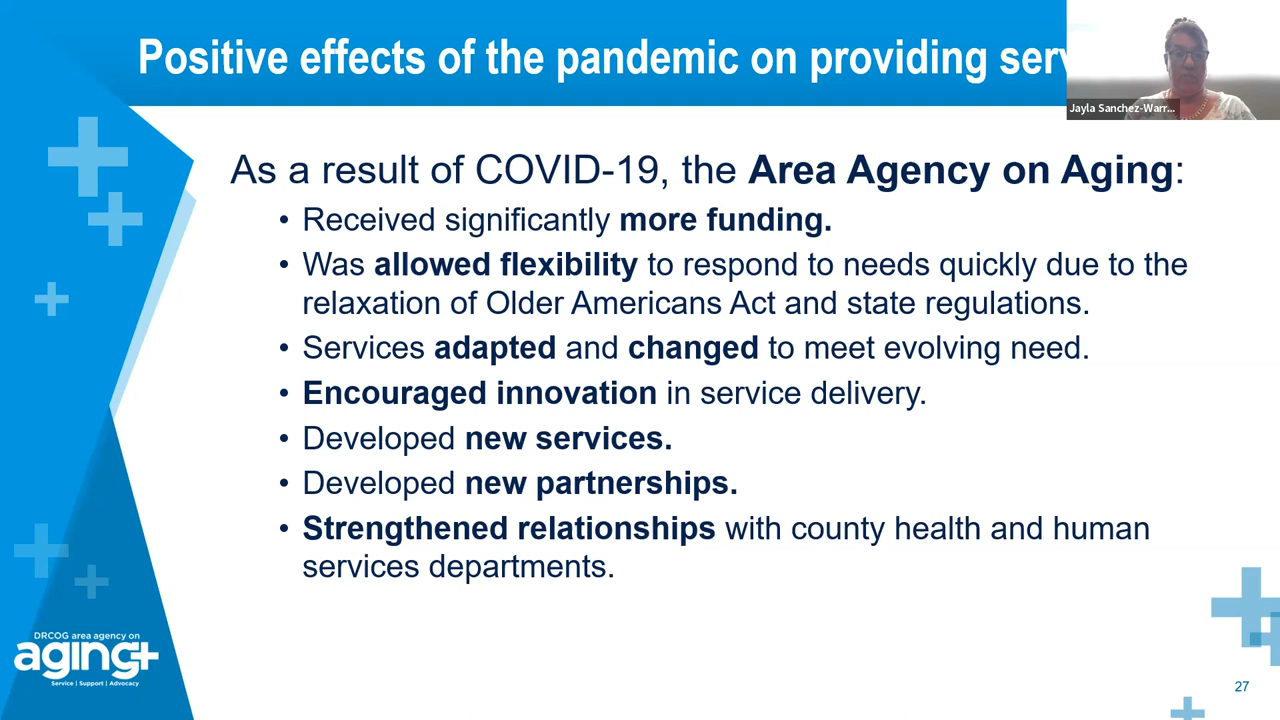 Positive effects of the pandemic on providing
Jayla Sanchez-Warr...
As a result of COVID-19, the Area Agency on Aging:
• Received significantly more funding.
• Was allowed flexibility to respond to needs quickly due to the
relaxation of Older Americans Act and state regulations.
• Services adapted and changed to meet evolving need.
• Encouraged innovation in service delivery.
• Developed new services.
• Developed new partnerships.
• Strengthened relationships with county health and human
services departments.
DRCOG area agency on
aging+
Service | Support | Advocacy
27